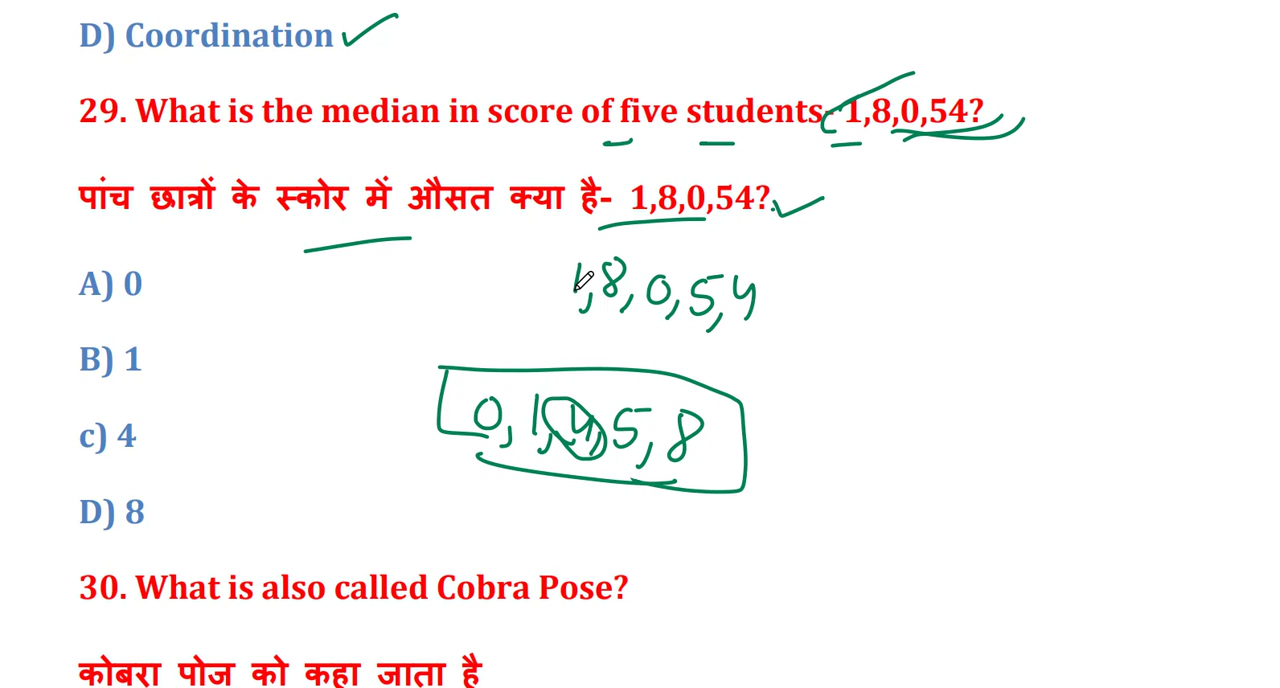 D) Coordination
29. What is the median in score of five students- 1,8,0,54?
पांच छात्रों के स्कोर में औसत क्या है- 1,8,0,54?.
1,8,0,5,4
A) 0
B) 1
0,1,4,5,8
c) 4
D) 8
30. What is also called Cobra Pose?
कोबरा पोज को कहा जाता है